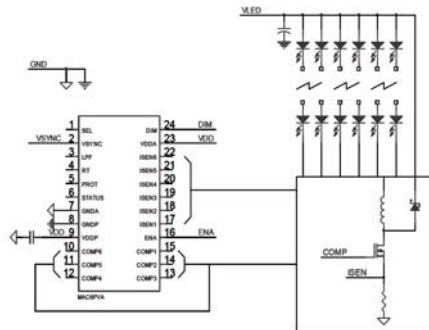 VLED
GND
1 SEL DIM 24 DIM
VSYNC 2 VSYNC VDDA 23 VDD
3 LPF ISEN6 22
4 RT ISEN5 21
5 PROT ISEN4 20
6 STATUS ISEN3 19
7 GNDA ISEN2 18
8 GNDP ISEN1 17
VDD 9 VDDP ENA 16 ENA
10 COMP6 COMP1 15
11 COMP5 COMP2 14
12 COMP4 COMP3 13
MAC6PVA
COMP
ISEN